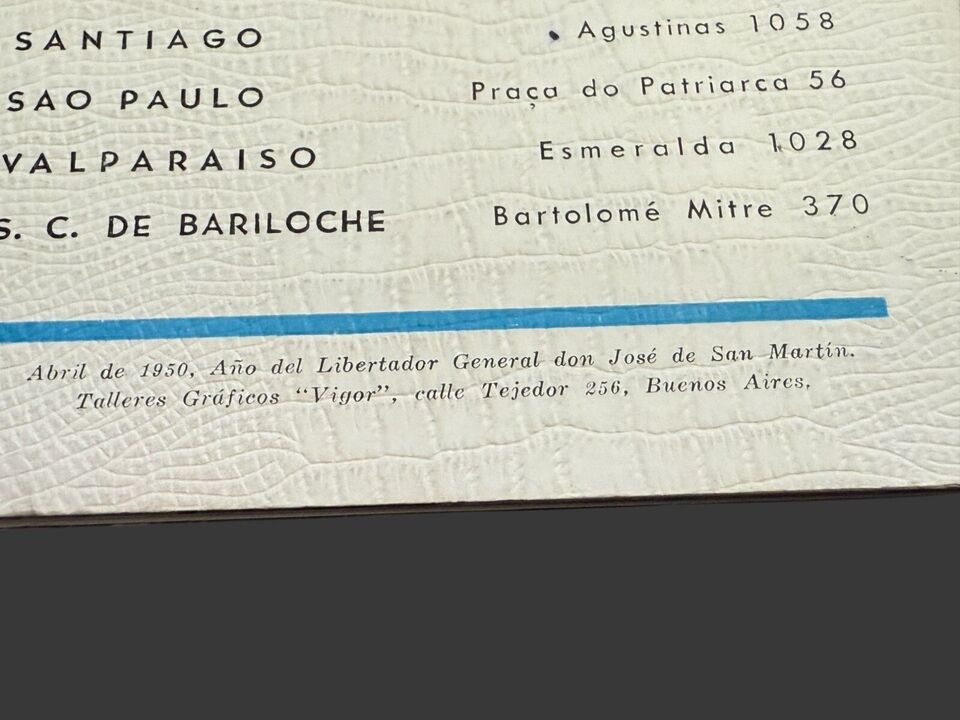 SANTIAGO Agustinas 1058
SAO PAULO Praça do Patriarca 56
VALPARAISO Esmeralda 1028
S. C. DE BARILOCHE Bartolomé Mitre 370
Abril de 1950, Año del Libertador General don José de San Martín.
Talleres Gráficos “Vigor”, calle Tejedor 256, Buenos Aires.